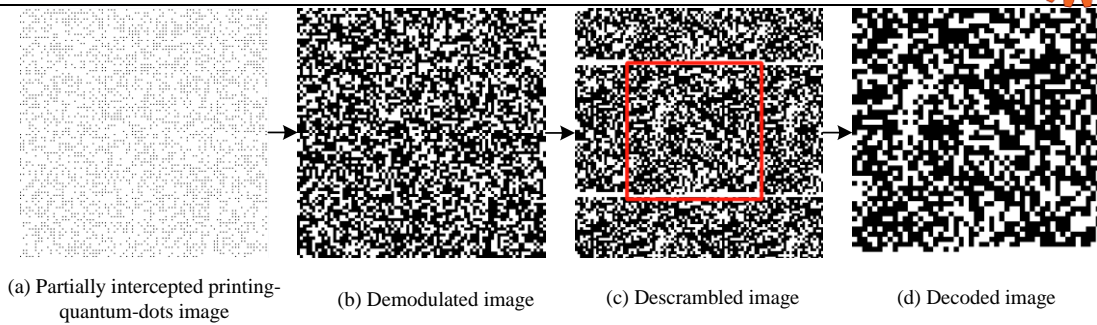 (a) Partially intercepted printing-
quantum-dots image
(b) Demodulated image
(c) Descrambled image
(d) Decoded image